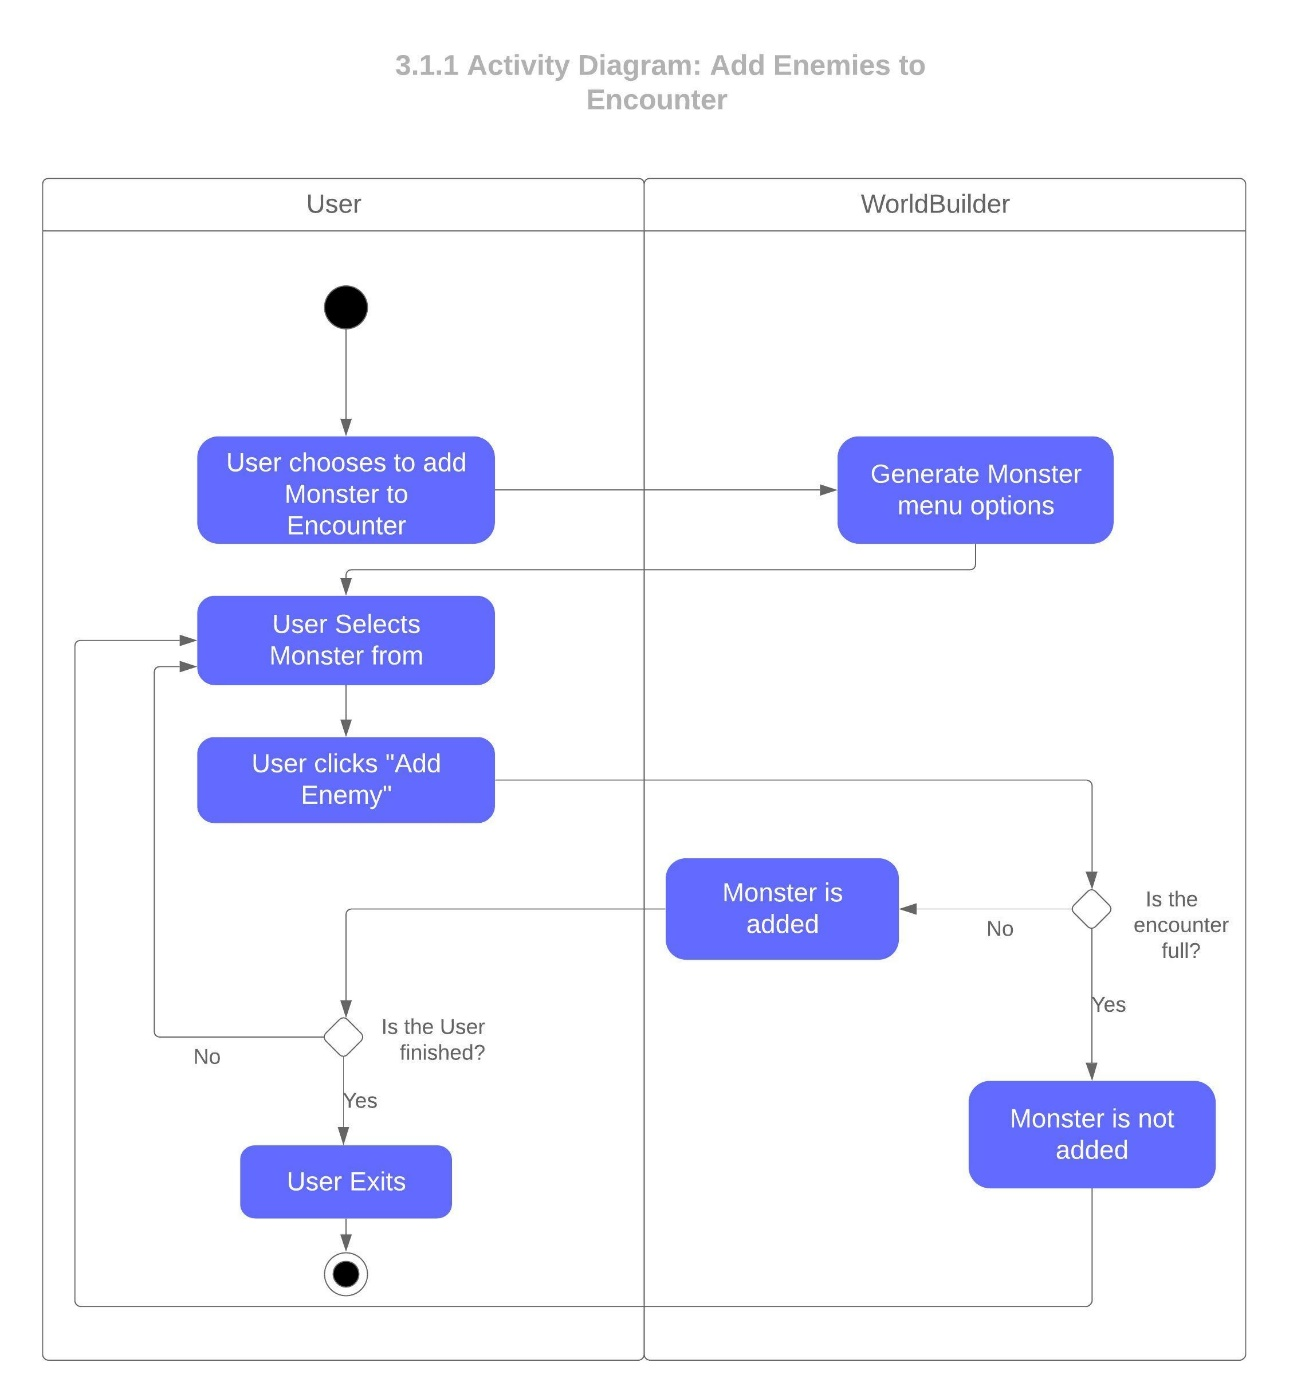 3.1.1 Activity Diagram: Add Enemies to
Encounter
User
WorldBuilder
User chooses to add
Monster to
Encounter
Generate Monster
menu options
User Selects
Monster from
User clicks "Add
Enemy"
Monster is
added
No
Is the
encounter
full?
Yes
Is the User
finished?
No
Yes
Monster is not
added
User Exits